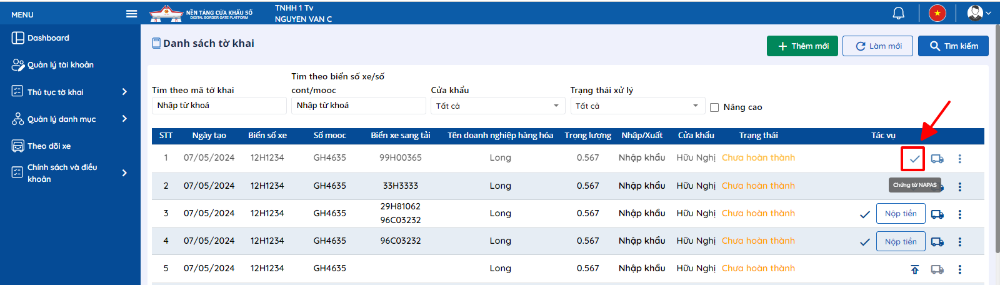 MENU
NỀN TẢNG CỬA KHẨU SỐ
DIGITAL BORDER GATE PLATFORM
TNHH 1 Tv
NGUYEN VAN C
Dashboard
Quản lý tài khoản
Thủ tục tờ khai
Quản lý danh mục
Theo dõi xe
Chính sách và điều
khoản
Danh sách tờ khai
Thêm mới
Làm mới
Tìm kiếm
Tìm theo mã tờ khai
Nhập từ khoá
Tìm theo biển số xe/số
cont/mooc
Nhập từ khoá
Cửa khẩu
Tất cả
Trạng thái xử lý
Tất cả
Nâng cao
STT Ngày tạo Biển số xe Số mooc Biển xe sang tải Tên doanh nghiệp hàng hóa Trọng lượng Nhập/Xuất Cửa khẩu Trạng thái Tác vụ
1 07/05/2024 12H1234 GH4635 99H00365 Long 0.567 Nhập khẩu Hữu Nghị Chưa hoàn thành
2 07/05/2024 12H1234 GH4635 33H3333 Long 0.567 Nhập khẩu Hữu Nghị Chưa hoàn thành
Chứng từ NAPAS
3 07/05/2024 12H1234 GH4635 29H81062 Long 0.567 Nhập khẩu Hữu Nghị Chưa hoàn thành Nộp tiền
96C03232
4 07/05/2024 12H1234 GH4635 96C03232 Long 0.567 Nhập khẩu Hữu Nghị Chưa hoàn thành Nộp tiền
5 07/05/2024 12H1234 GH4635 Long 0.567 Nhập khẩu Hữu Nghị Chưa hoàn thành